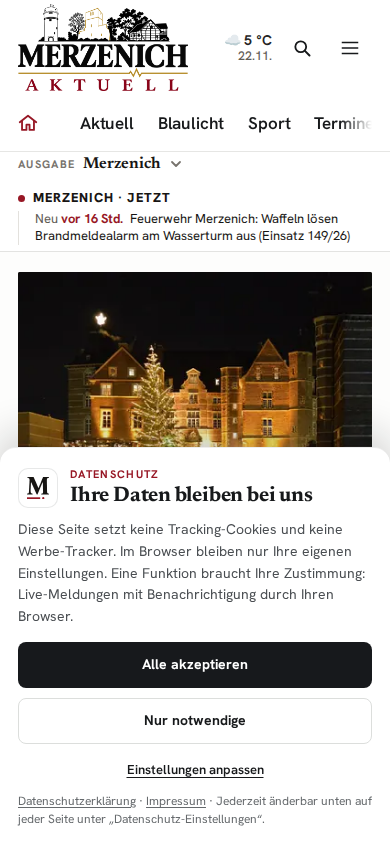 MERZENICH
AKTUELL
5 °C
22.11.
Aktuell Blaulicht Sport Termine
AUSGABE Merzenich
MERZENICH · JETZT
Neu vor 16 Std. Feuerwehr Merzenich: Waffeln lösen
Brandmeldealarm am Wasserturm aus (Einsatz 149/26)
M
DATENSCHUTZ
Ihre Daten bleiben bei uns
Diese Seite setzt keine Tracking-Cookies und keine
Werbe-Tracker. Im Browser bleiben nur Ihre eigenen
Einstellungen. Eine Funktion braucht Ihre Zustimmung:
Live-Meldungen mit Benachrichtigung durch Ihren
Browser.
Alle akzeptieren
Nur notwendige
Einstellungen anpassen
Datenschutzerklärung · Impressum · Jederzeit änderbar unten auf
jeder Seite unter „Datenschutz-Einstellungen“.